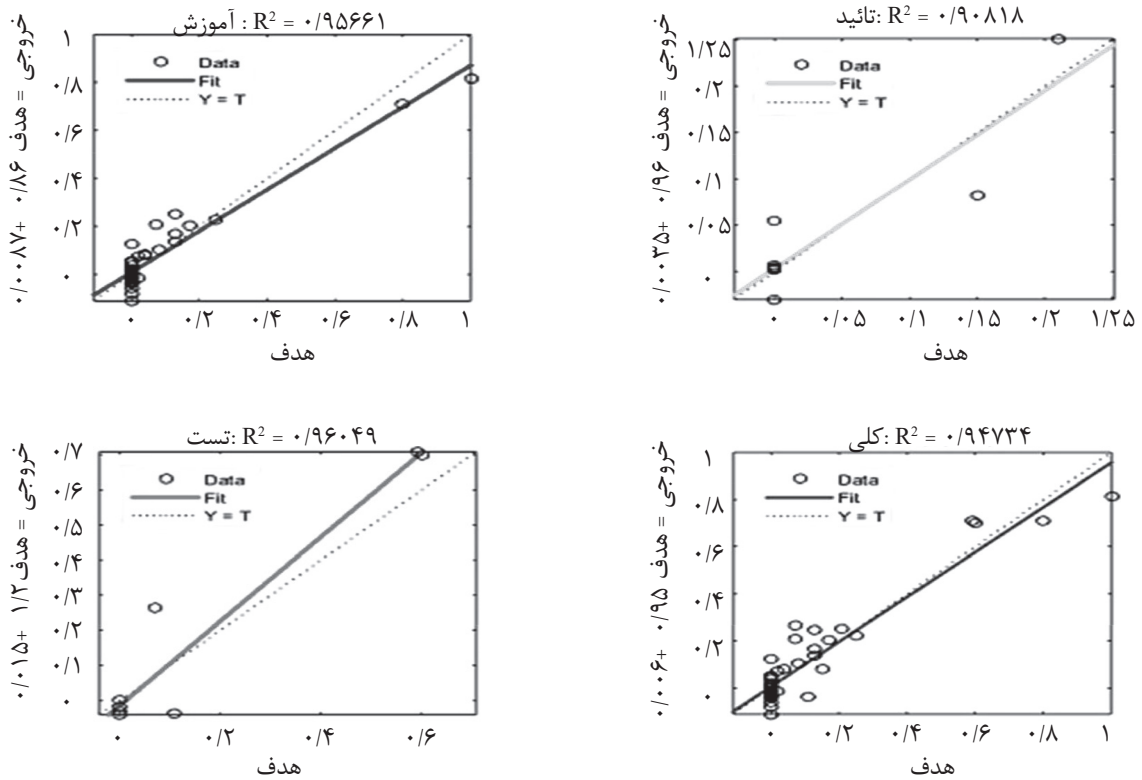 آموزش : R² = ۰/۹۵۶۶۱
خروجی = هدف ۰/۸۶ +۰/۰۰۸۷
۱
۰/۸
۰/۶
۰/۴
۰/۲
۰
Data
Fit
Y = T
۰ ۰/۲ ۰/۴ ۰/۶ ۰/۸ ۱
هدف
تائید: R² = ۰/۹۰۸۱۸
خروجی = هدف ۰/۹۶ +۰/۰۰۳۵
۱/۲۵
۰/۲
۰/۱۵
۰/۱
۰/۰۵
۰
Data
Fit
Y = T
۰ ۰/۰۵ ۰/۱ ۰/۱۵ ۰/۲ ۱/۲۵
هدف
تست: R² = ۰/۹۶۰۴۹
خروجی = هدف۱/۲ +۰/۰۱۵
۰/۷
۰/۶
۰/۵
۰/۴
۰/۳
۰/۲
۰/۱
۰
Data
Fit
Y = T
۰ ۰/۲ ۰/۴ ۰/۶
هدف
کلی: R² = ۰/۹۴۷۳۴
خروجی = هدف ۰/۹۵ +۰/۰۰۶
۱
۰/۸
۰/۶
۰/۴
۰/۲
۰
Data
Fit
Y = T
۰ ۰/۲ ۰/۴ ۰/۶ ۰/۸ ۱
هدف